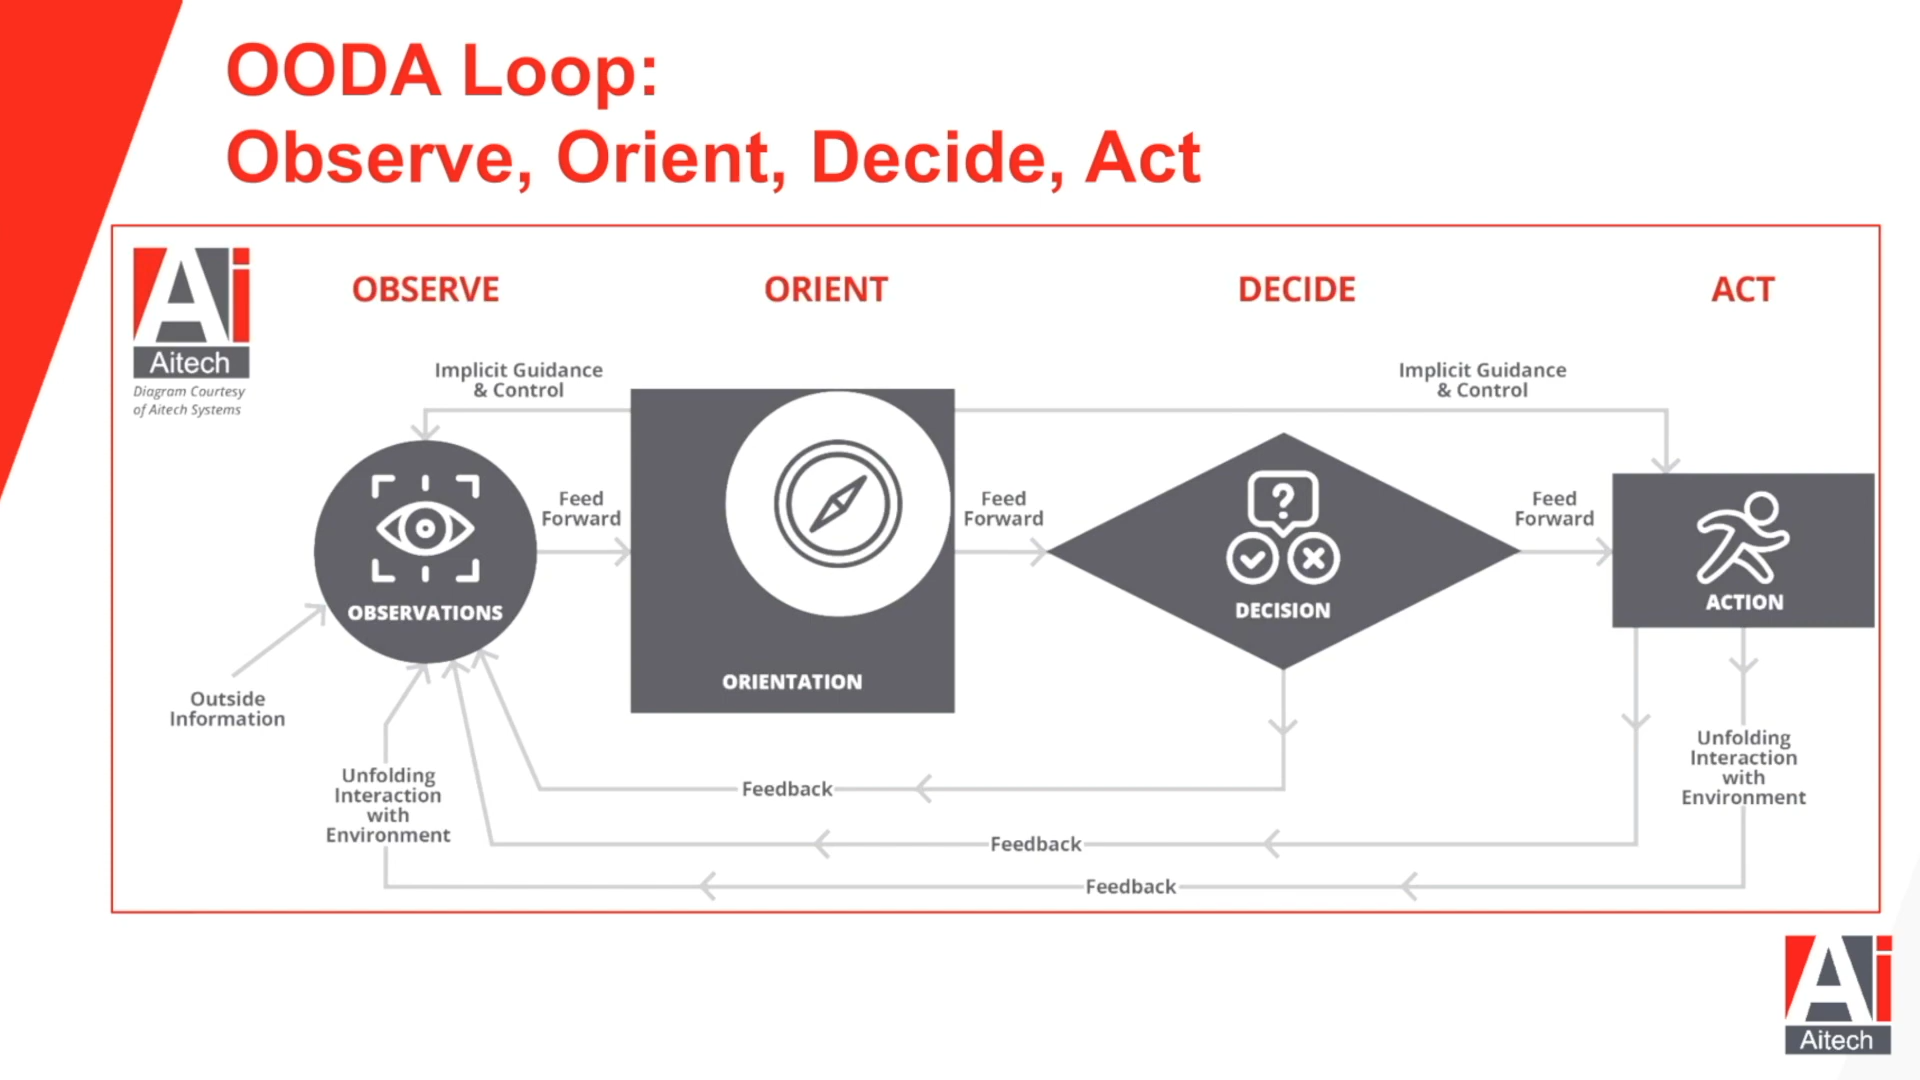 OODA Loop:
Observe, Orient, Decide, Act
Ai
Aitech
Diagram Courtesy
of Aitech Systems
OBSERVE
ORIENT
DECIDE
ACT
Implicit Guidance
& Control
Implicit Guidance
& Control
OBSERVATIONS
Feed
Forward
ORIENTATION
Feed
Forward
?
DECISION
Feed
Forward
ACTION
Outside
Information
Unfolding
Interaction
with
Environment
Unfolding
Interaction
with
Environment
Feedback
Feedback
Feedback
Ai
Aitech